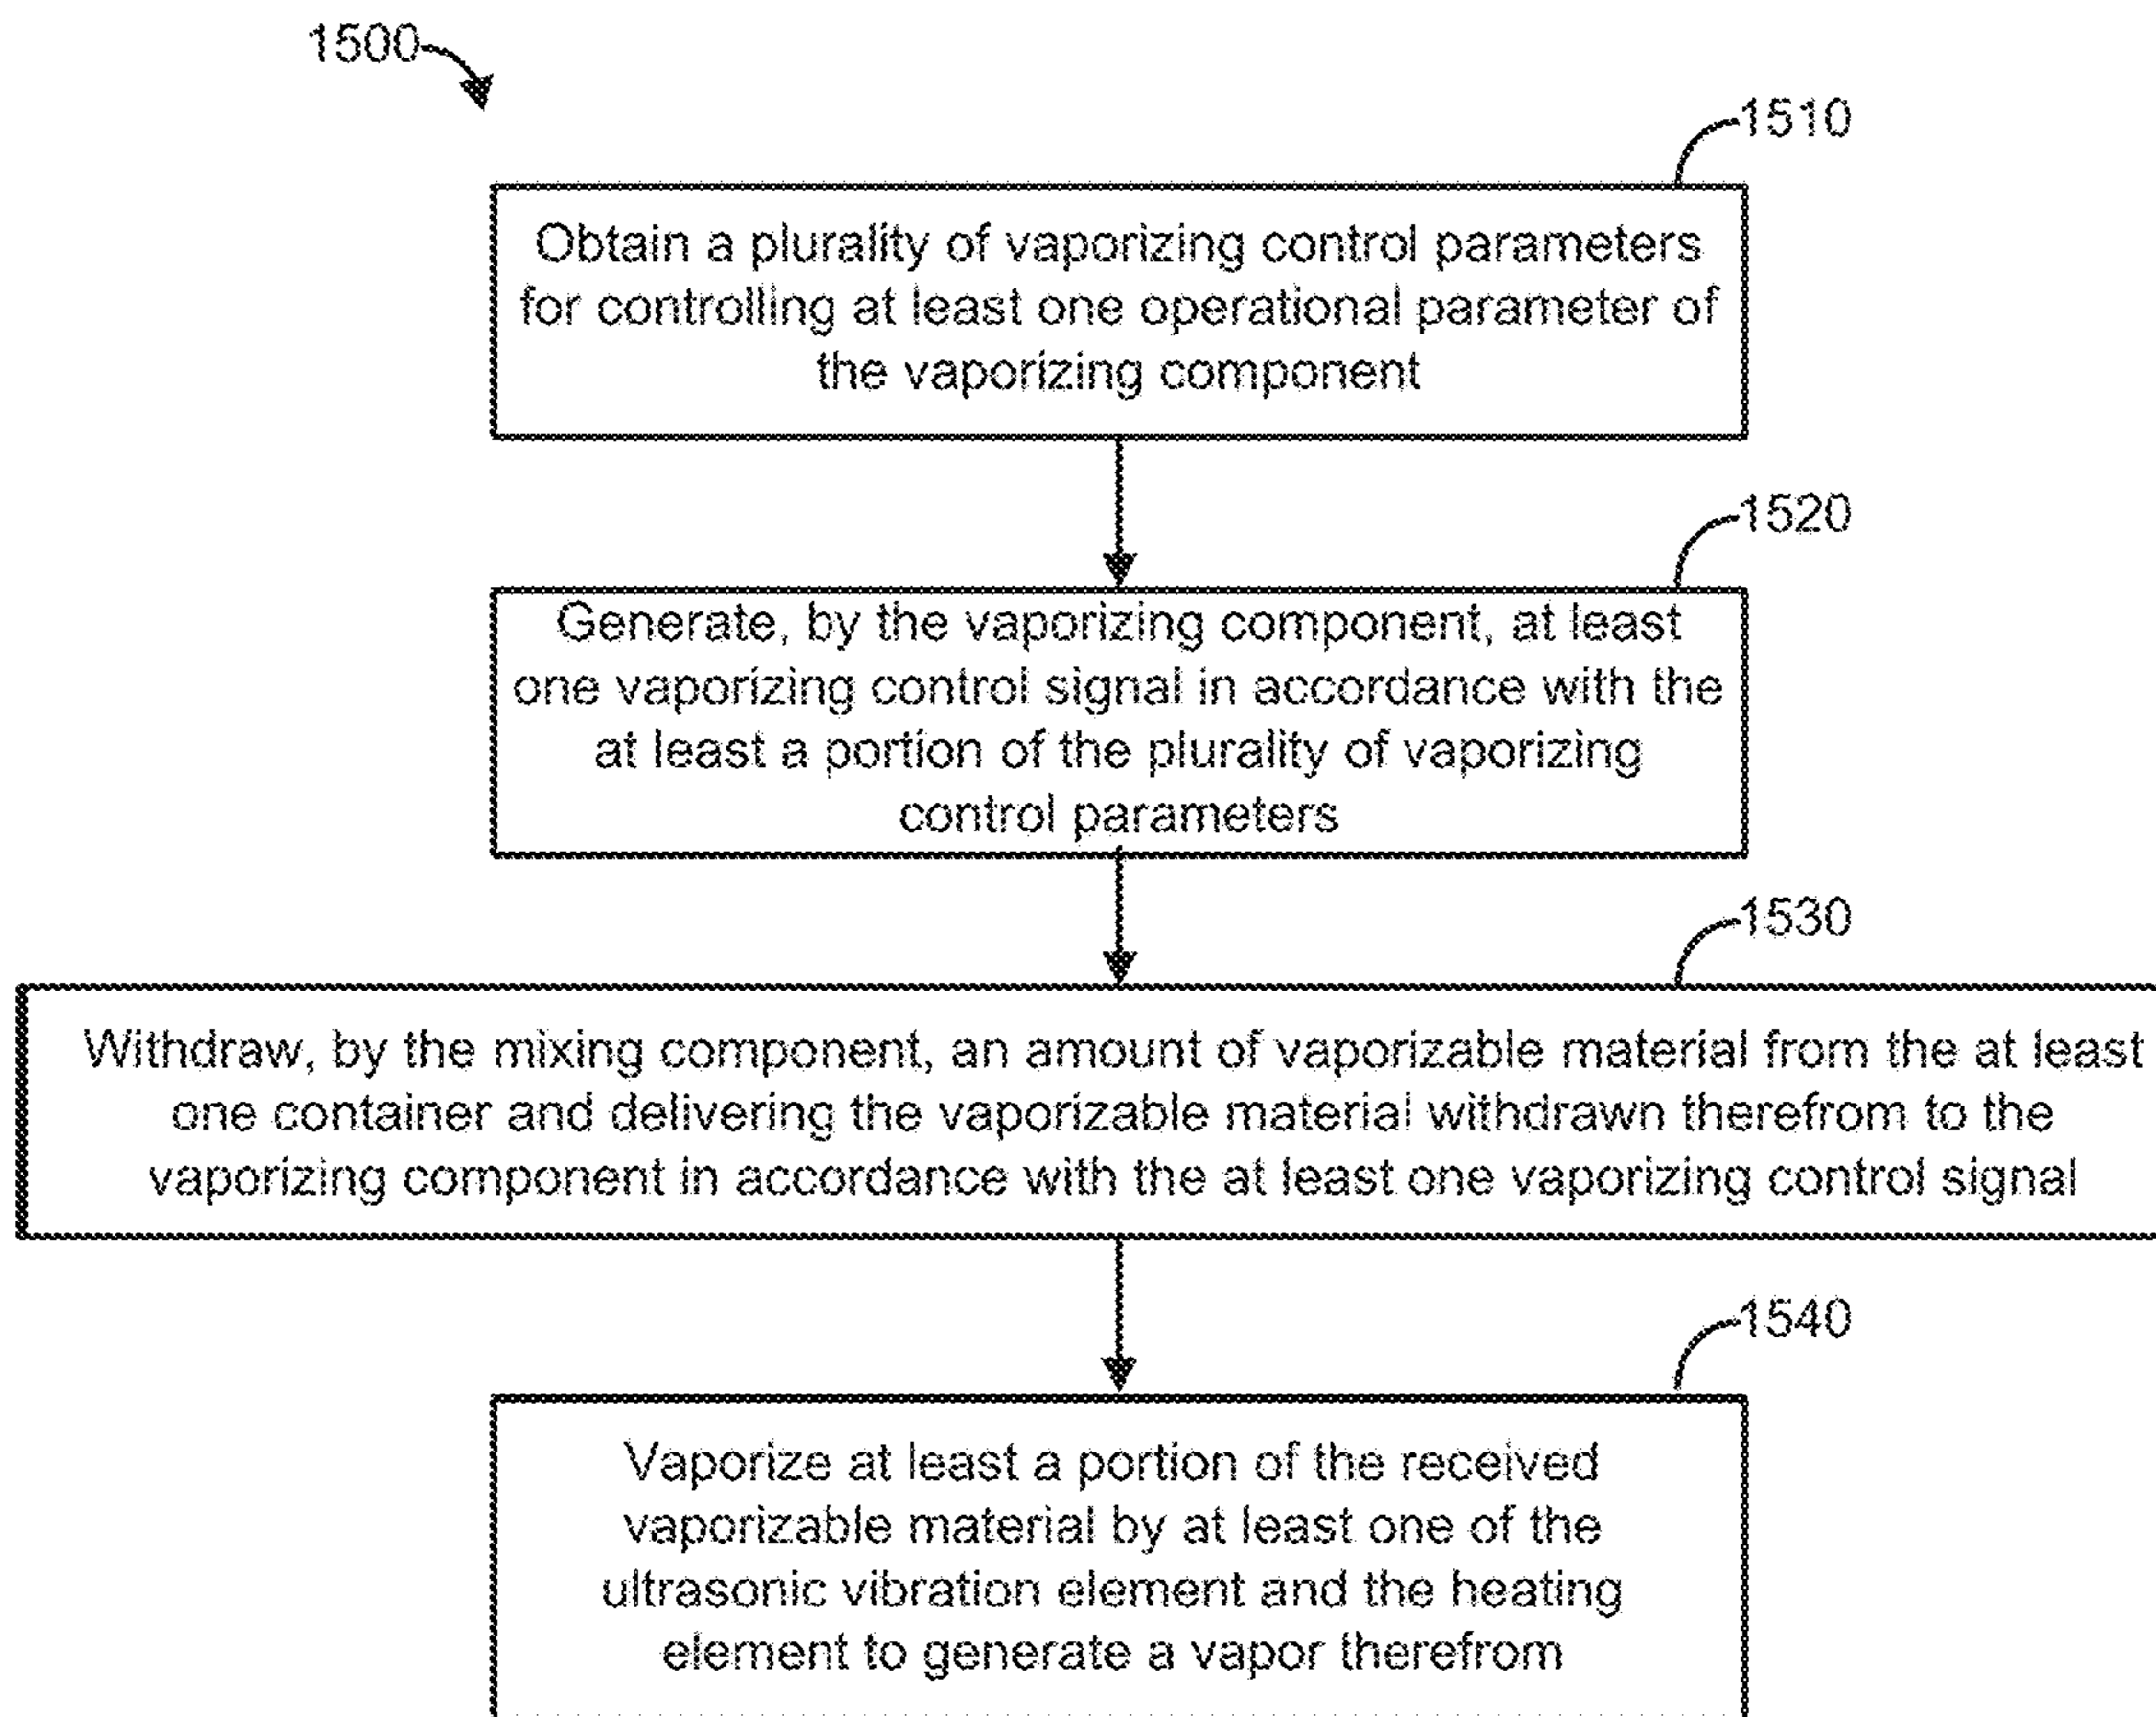 1500
1510
Obtain a plurality of vaporizing control parameters
for controlling at least one operational parameter of
the vaporizing component
1520
Generate, by the vaporizing component, at least
one vaporizing control signal in accordance with the
at least a portion of the plurality of vaporizing
control parameters
1530
Withdraw, by the mixing component, an amount of vaporizable material from the at least
one container and delivering the vaporizable material withdrawn therefrom to the
vaporizing component in accordance with the at least one vaporizing control signal
1540
Vaporize at least a portion of the received
vaporizable material by at least one of the
ultrasonic vibration element and the heating
element to generate a vapor therefrom